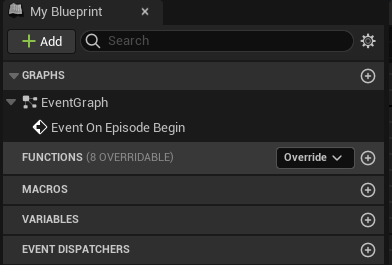 My Blueprint
Add
Search
GRAPHS
EventGraph
Event On Episode Begin
FUNCTIONS (8 OVERRIDABLE) Override
MACROS
VARIABLES
EVENT DISPATCHERS